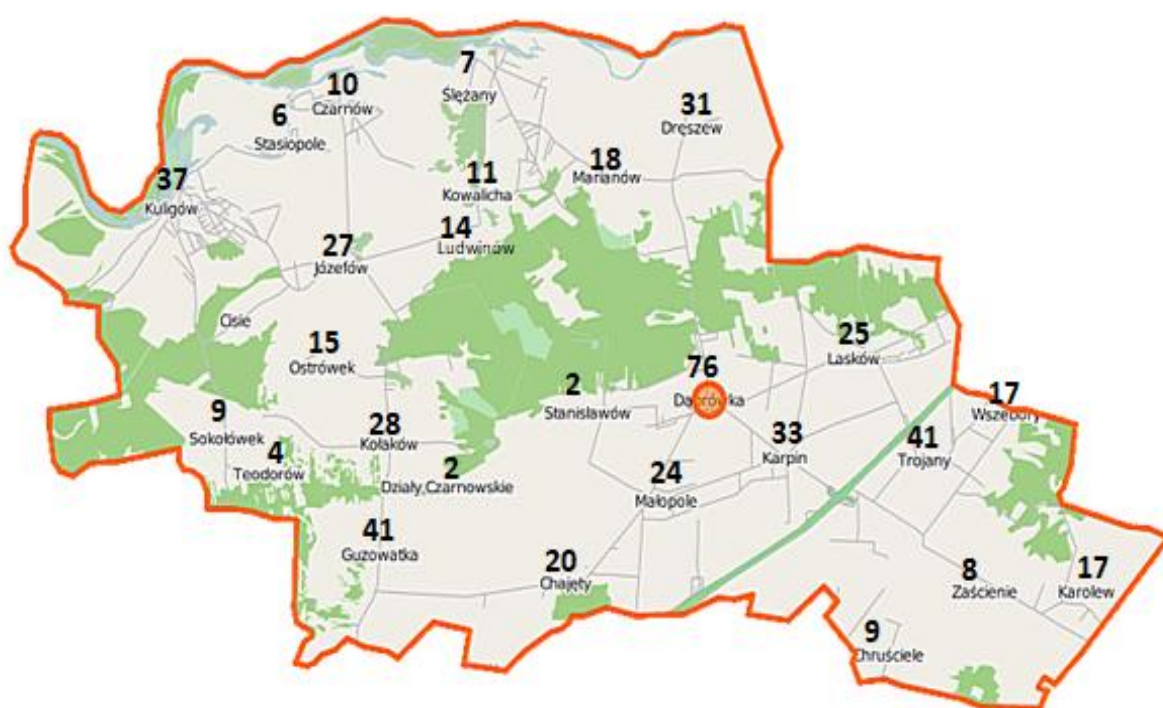 7
Ślężany
10
Czarnów
6
Stasiopole
31
Dręszew
18
Marianów
11
Kowalicha
37
Kuligów
14
Ludwinów
27
Józefów
Cisie
15
Ostrówek
25
Lasków
76
Dąbrówka
2
Stanisławów
17
Wszebory
9
Sokołówek
28
Kołaków
33
Karpin
41
Trojany
4
Teodorów
2
Działy Czarnowskie
24
Małopole
41
Guzowatka
20
Chajęty
8
Zaścienie
17
Karolew
9
Chruściele